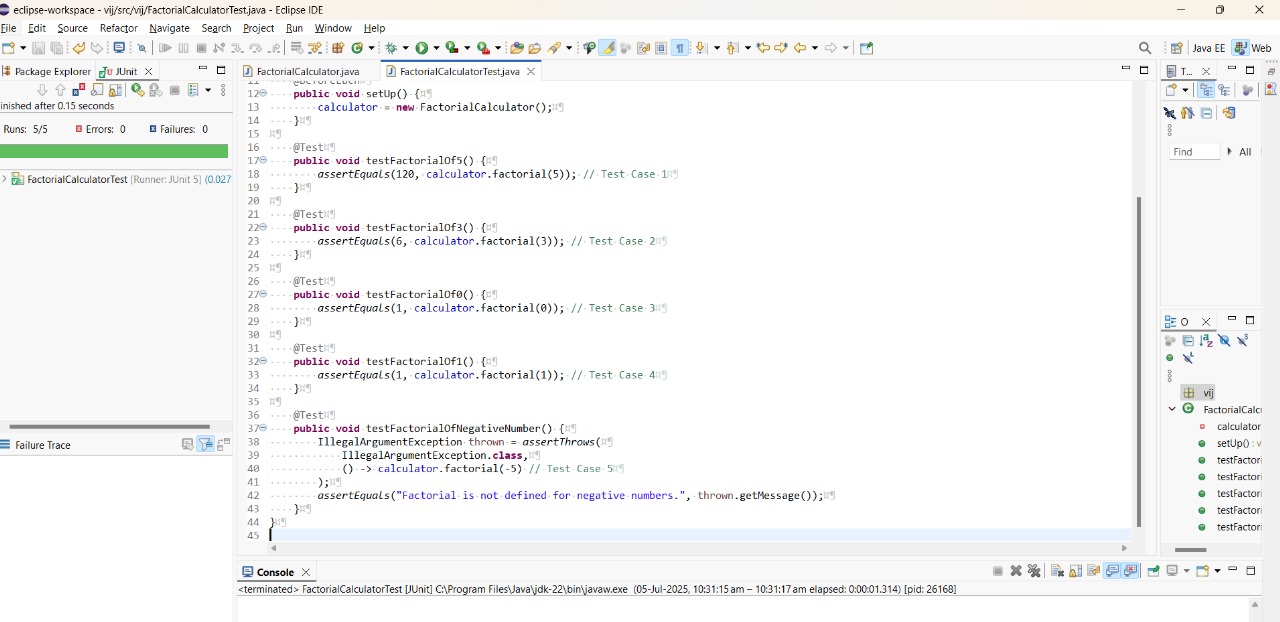 eclipse-workspace - vij/src/vij/FactorialCalculatorTest.java - Eclipse IDE
File Edit Source Refactor Navigate Search Project Run Window Help
Java EE Web
Package Explorer JUnit
inished after 0.15 seconds
Runs: 5/5 Errors: 0 Failures: 0
FactorialCalculatorTest [Runner: JUnit 5] (0.027
Failure Trace
FactorialCalculator.java FactorialCalculatorTest.java
11 @BeforeEach
12 public void setUp() {
13 calculator = new FactorialCalculator();
14 }
15
16 @Test
17 public void testFactorialOf5() {
18 assertEquals(120, calculator.factorial(5)); // Test Case 1
19 }
20
21 @Test
22 public void testFactorialOf3() {
23 assertEquals(6, calculator.factorial(3)); // Test Case 2
24 }
25
26 @Test
27 public void testFactorialOf0() {
28 assertEquals(1, calculator.factorial(0)); // Test Case 3
29 }
30
31 @Test
32 public void testFactorialOf1() {
33 assertEquals(1, calculator.factorial(1)); // Test Case 4
34 }
35
36 @Test
37 public void testFactorialOfNegativeNumber() {
38 IllegalArgumentException thrown = assertThrows(
39 IllegalArgumentException.class,
40 () -> calculator.factorial(-5) // Test Case 5
41 );
42 assertEquals("Factorial is not defined for negative numbers.", thrown.getMessage());
43 }
44 }
45
T...
Find All
O
vij
FactorialCalcu
calculator
setUp() : v
testFactori
testFactori
testFactori
testFactori
testFactori
Console
<terminated> FactorialCalculatorTest [JUnit] C:\Program Files\Java\jdk-22\bin\javaw.exe (05-Jul-2025, 10:31:15 am – 10:31:17 am elapsed: 0:00:01.314) [pid: 26168]